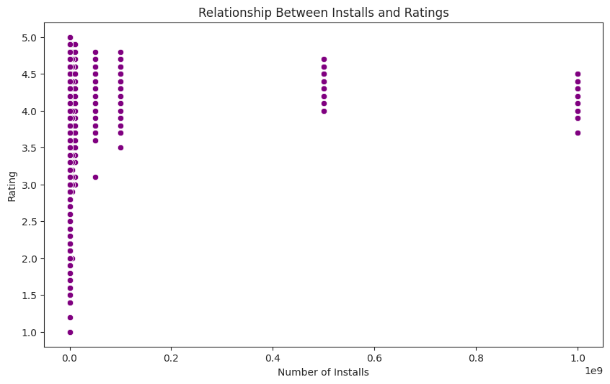 Relationship Between Installs and Ratings
5.0
4.5
4.0
3.5
3.0
2.5
2.0
1.5
1.0
Rating
0.0 0.2 0.4 0.6 0.8 1.0
1e9
Number of Installs